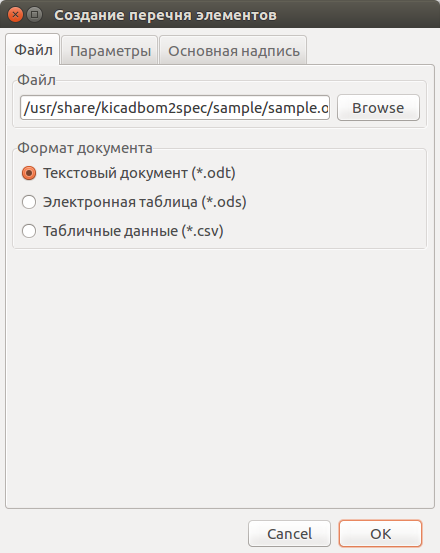 Создание перечня элементов
Файл Параметры Основная надпись
Файл
/usr/share/kicadbom2spec/sample/sample.o Browse
Формат документа
Текстовый документ (*.odt)
Электронная таблица (*.ods)
Табличные данные (*.csv)
Cancel OK